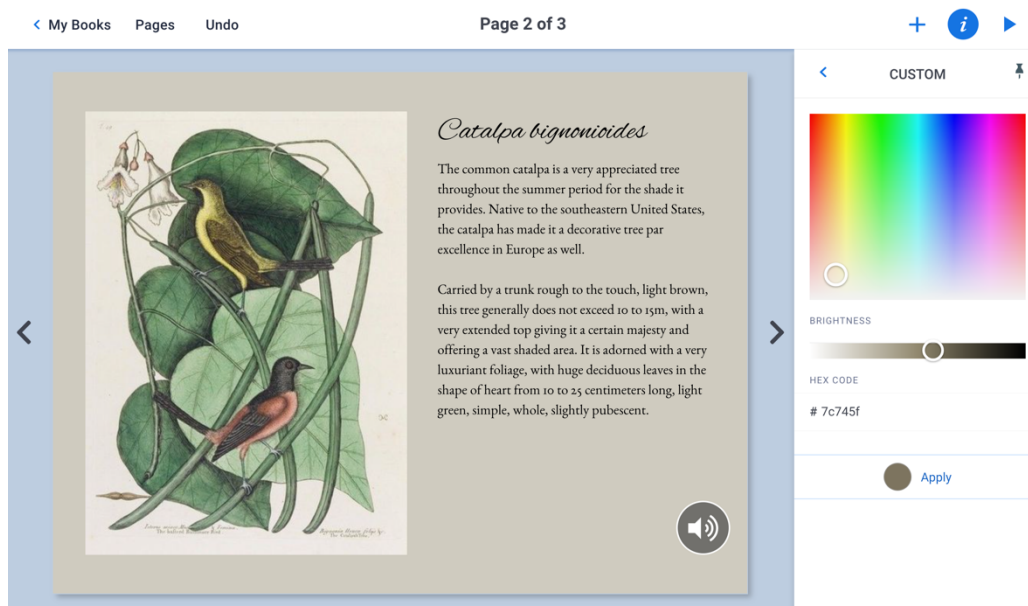 My Books Pages Undo Page 2 of 3
CUSTOM
Catalpa bignonioides
The common catalpa is a very appreciated tree
throughout the summer period for the shade it
provides. Native to the southeastern United States,
the catalpa has made it a decorative tree par
excellence in Europe as well.
Carried by a trunk rough to the touch, light brown,
this tree generally does not exceed 10 to 15m, with a
very extended top giving it a certain majesty and
offering a vast shaded area. It is adorned with a very
luxuriant foliage, with huge deciduous leaves in the
shape of heart from 10 to 25 centimeters long, light
green, simple, whole, slightly pubescent.
BRIGHTNESS
HEX CODE
# 7c745f
Apply